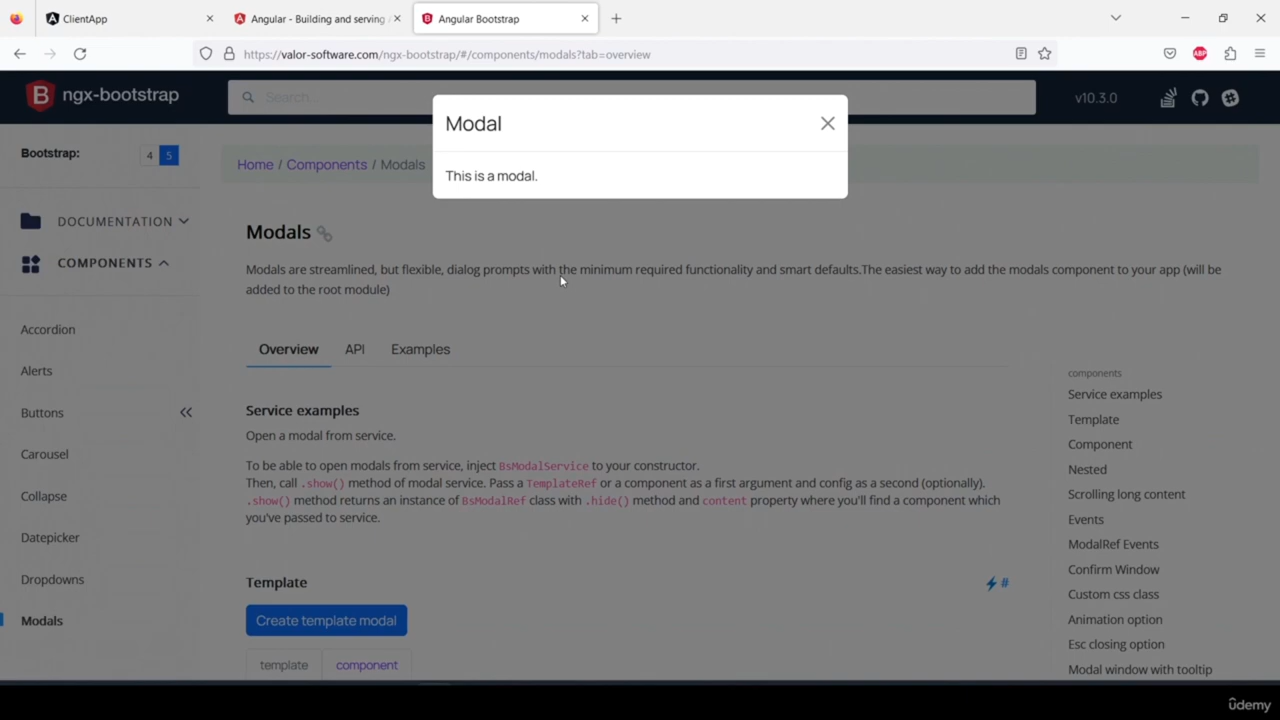 ClientApp
Angular - Building and serving
Angular Bootstrap
https://valor-software.com/ngx-bootstrap/#/components/modals?tab=overview
ABP
B ngx-bootstrap
Search...
v10.3.0
Modal
This is a modal.
Bootstrap: 4 5
Home / Components / Modals
DOCUMENTATION
COMPONENTS
Accordion
Alerts
Buttons
Carousel
Collapse
Datepicker
Dropdowns
Modals
Modals
Modals are streamlined, but flexible, dialog prompts with the minimum required functionality and smart defaults.The easiest way to add the modals component to your app (will
be added to the root module)
Overview API Examples
Service examples
Open a modal from service.
To be able to open modals from service, inject BsModalService to your constructor.
Then, call .show() method of modal service. Pass a TemplateRef or a component as a first argument and config as a second (optionally).
.show() method returns an instance of BsModalRef class with .hide() method and content property where you'll find a component which
you've passed to service.
Template
#
Create template modal
template component
components
Service examples
Template
Component
Nested
Scrolling long content
Events
ModalRef Events
Confirm Window
Custom css class
Animation option
Esc closing option
Modal window with tooltip
ûdemy